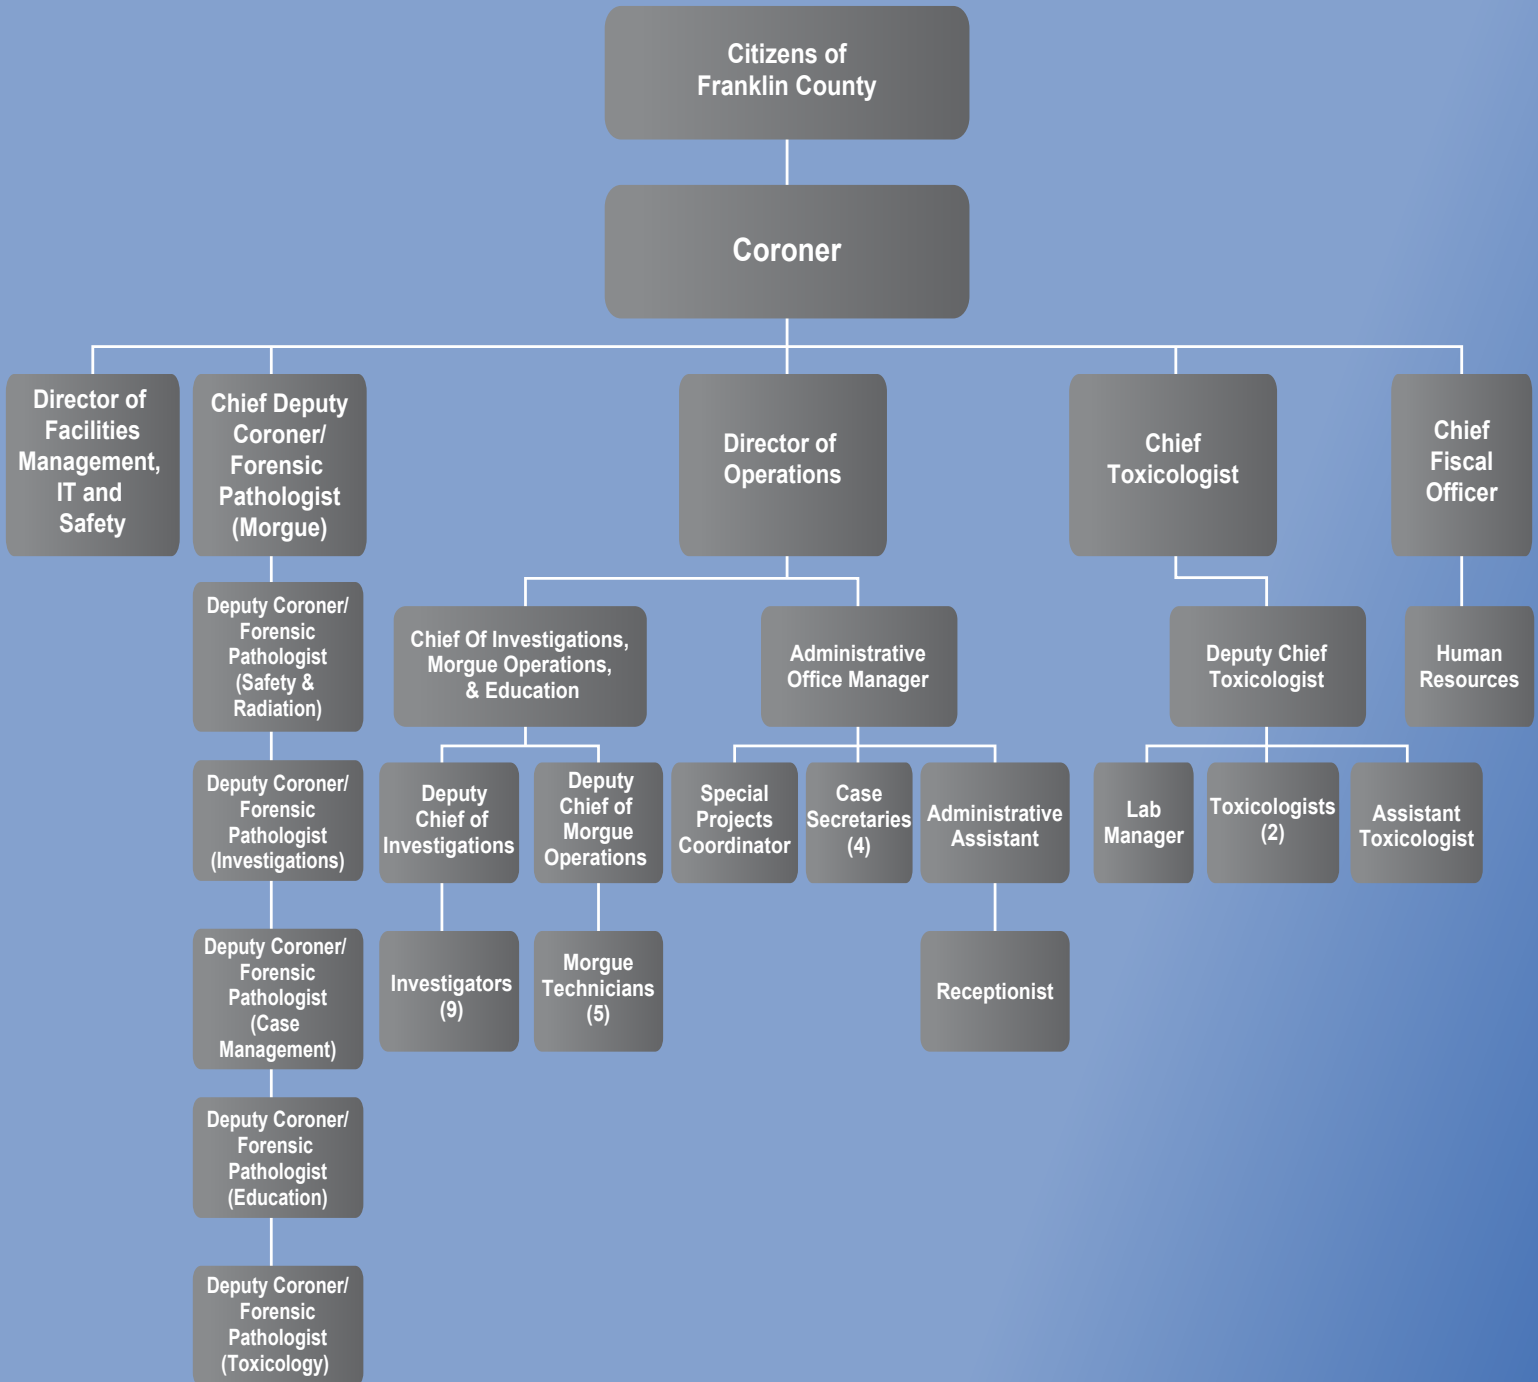 Citizens of
Franklin County
Coroner
Director of
Facilities
Management,
IT and
Safety
Chief Deputy
Coroner/
Forensic
Pathologist
(Morgue)
Director of
Operations
Chief
Toxicologist
Chief
Fiscal
Officer
Deputy Coroner/
Forensic
Pathologist
(Safety &
Radiation)
Chief Of Investigations,
Morgue Operations,
& Education
Administrative
Office Manager
Deputy Chief
Toxicologist
Human
Resources
Deputy Coroner/
Forensic
Pathologist
(Investigations)
Deputy
Chief of
Investigations
Deputy
Chief of
Morgue
Operations
Special
Projects
Coordinator
Case
Secretaries
(4)
Administrative
Assistant
Lab
Manager
Toxicologists
(2)
Assistant
Toxicologist
Deputy Coroner/
Forensic
Pathologist
(Case
Management)
Investigators
(9)
Morgue
Technicians
(5)
Receptionist
Deputy Coroner/
Forensic
Pathologist
(Education)
Deputy Coroner/
Forensic
Pathologist
(Toxicology)